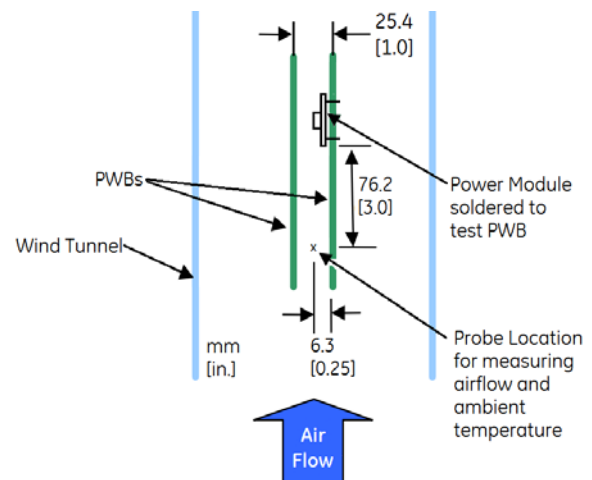 25.4
[1.0]
PWBs
76.2
[3.0]
Power Module
soldered to
test PWB
Wind Tunnel
x
mm
[in.]
6.3
[0.25]
Probe Location
for measuring
airflow and
ambient
temperature
Air
Flow